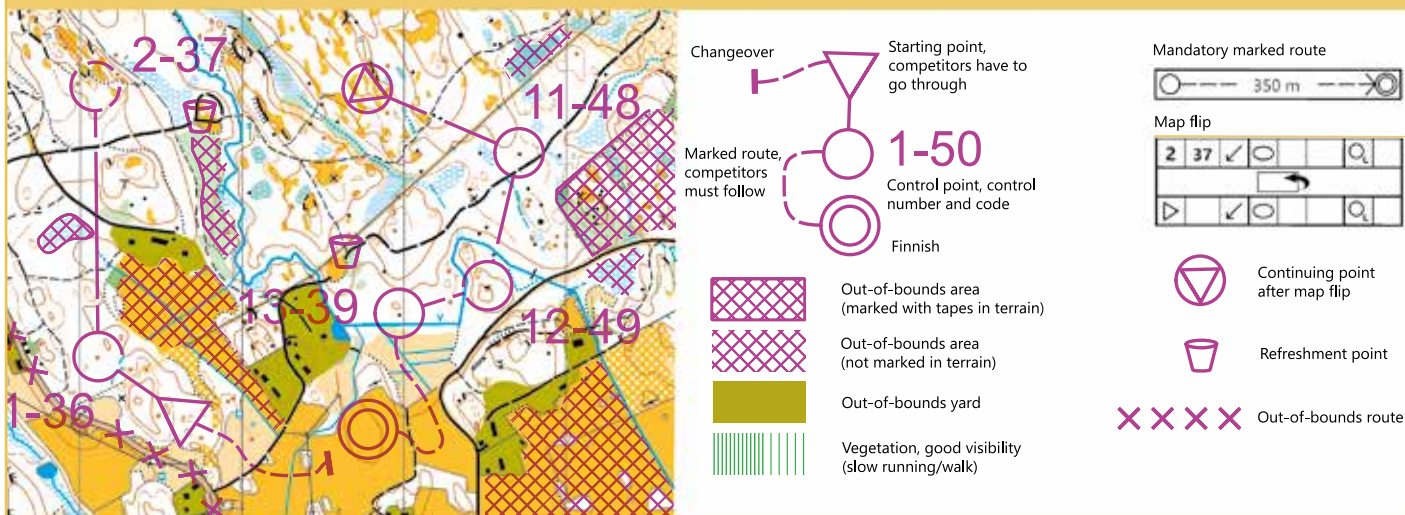 2-37
11-48
13-39
12-49
1-36
Changeover
Starting point,
competitors have to
go through
Marked route,
competitors
must follow
1-50
Control point, control
number and code
Finnish
Out-of-bounds area
(marked with tapes in terrain)
Out-of-bounds area
(not marked in terrain)
Out-of-bounds yard
Vegetation, good visibility
(slow running/walk)
Mandatory marked route
350 m
Map flip
2 37
Continuing point
after map flip
Refreshment point
Out-of-bounds route